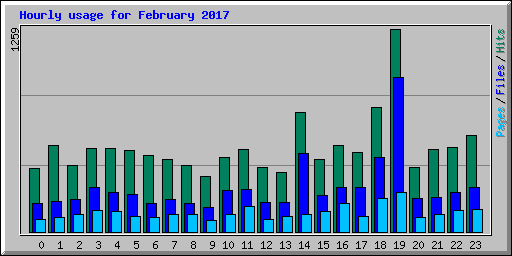 Hourly usage for February 2017
1259
Pages / Files / Hits
0 1 2 3 4 5 6 7 8 9 10 11 12 13 14 15 16 17 18 19 20 21 22 23